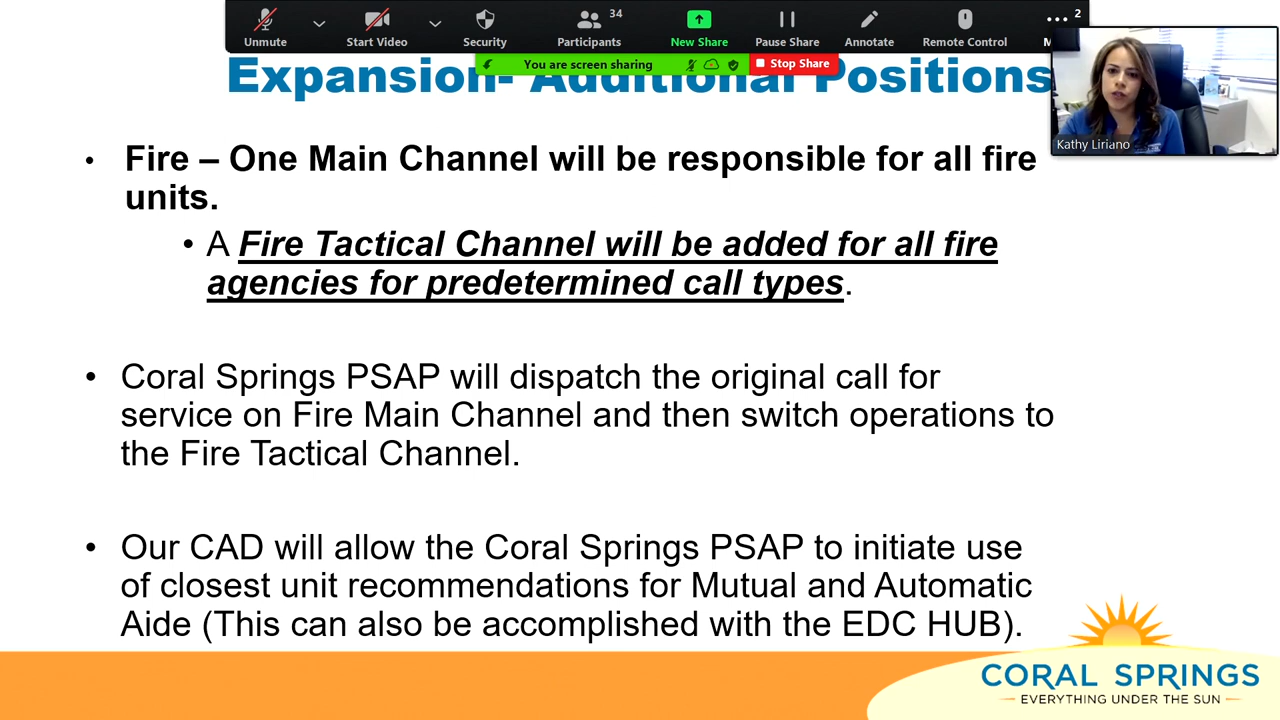 34
2
Unmute
Start Video
Security
Participants
New Share
Pause Share
Annotate
Remote Control
You are screen sharing
Stop Share
Expansion- Additional Positions
Kathy Liriano
• Fire – One Main Channel will be responsible for all fire
units.
• A Fire Tactical Channel will be added for all fire
agencies for predetermined call types.
• Coral Springs PSAP will dispatch the original call for
service on Fire Main Channel and then switch operations to
the Fire Tactical Channel.
• Our CAD will allow the Coral Springs PSAP to initiate use
of closest unit recommendations for Mutual and Automatic
Aide (This can also be accomplished with the EDC HUB).
CORAL SPRINGS
EVERYTHING UNDER THE SUN